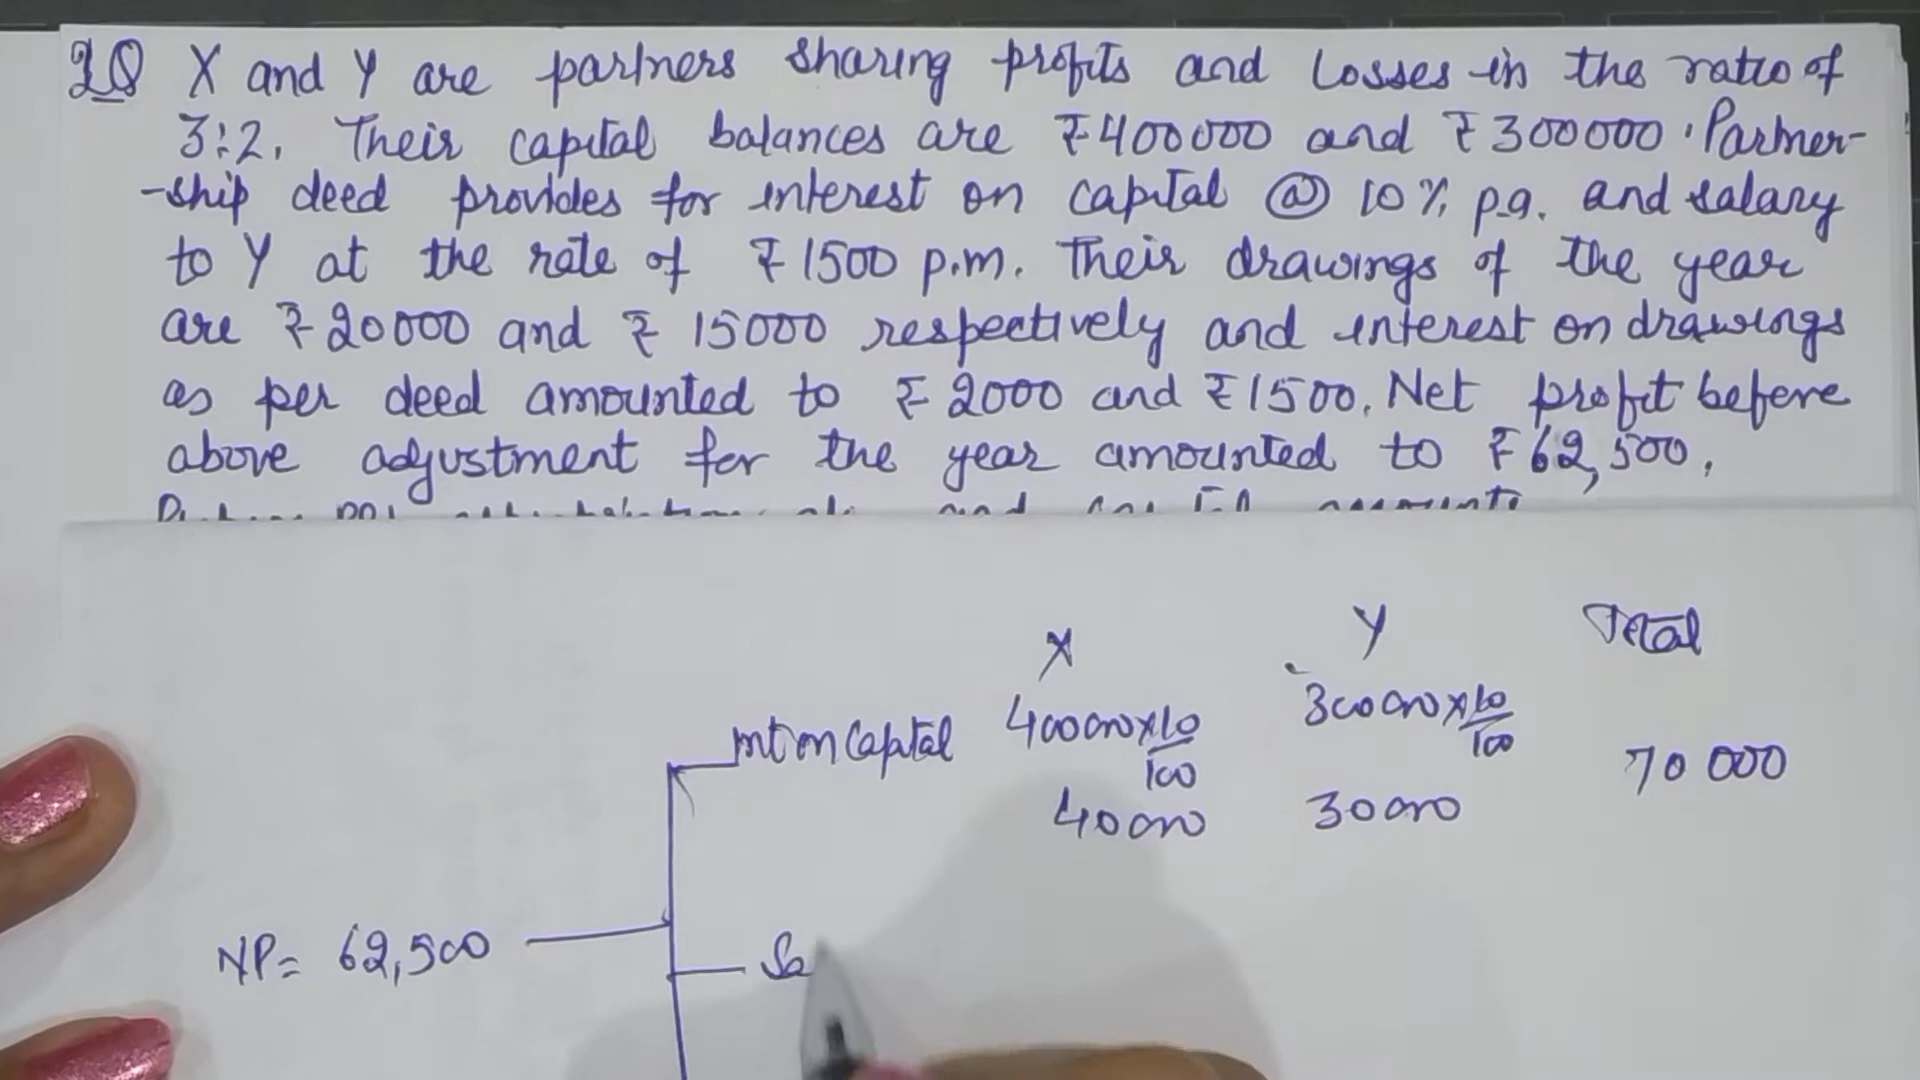 2Q X and Y are partners sharing profits and Losses in the ratio of
3:2. Their capital balances are ₹400000 and ₹300000. Partner-
-ship deed provides for interest on capital @ 10% p.a. and salary
to Y at the rate of ₹1500 p.m. Their drawings of the year
are ₹20000 and ₹ 15000 respectively and interest on drawings
as per deed amounted to ₹2000 and ₹1500. Net profit before
above adjustment for the year amounted to ₹62,500.
X Y Total
Int on Capital 400000x10/100 300000x10/100
40000 30000 70000
NP= 62,500
Sa